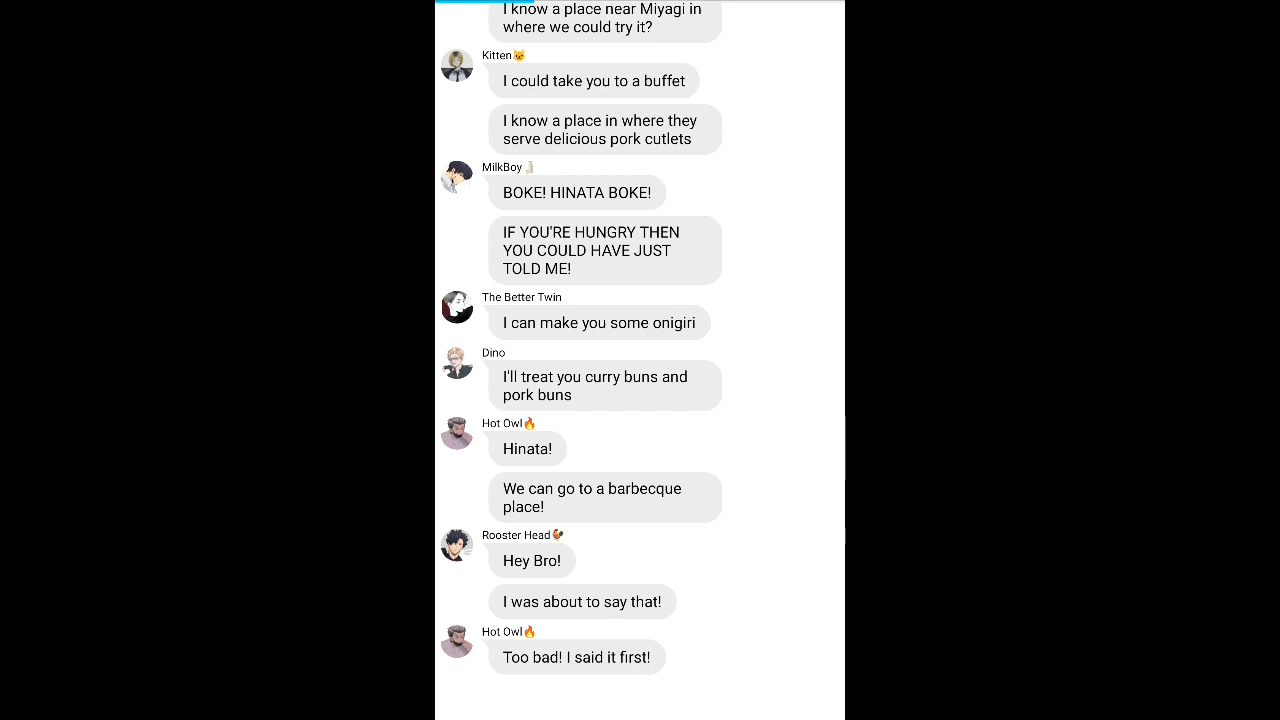 I know a place near Miyagi in
where we could try it?
Kitten😺
I could take you to a buffet
I know a place in where they
serve delicious pork cutlets
MilkBoy🥛
BOKE! HINATA BOKE!
IF YOU'RE HUNGRY THEN
YOU COULD HAVE JUST
TOLD ME!
The Better Twin
I can make you some onigiri
Dino
I'll treat you curry buns and
pork buns
Hot Owl🔥
Hinata!
We can go to a barbecque
place!
Rooster Head🐓
Hey Bro!
I was about to say that!
Hot Owl🔥
Too bad! I said it first!